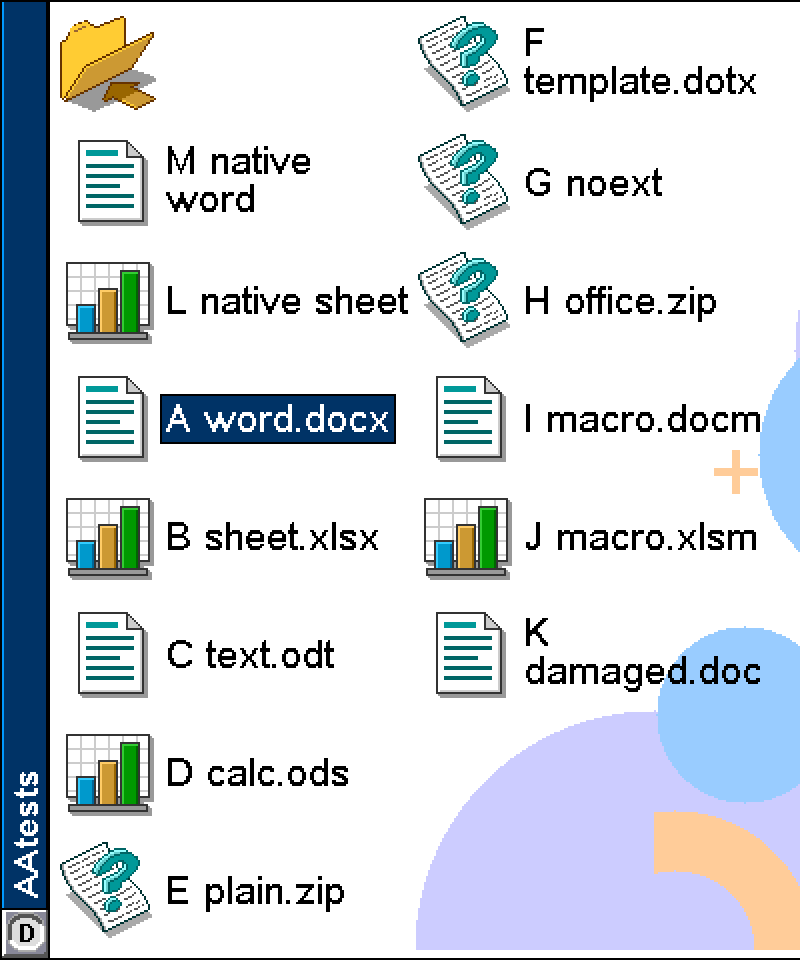 M native
word
L native sheet
A word.docx
B sheet.xlsx
C text.odt
D calc.ods
E plain.zip
F
template.dotx
G noext
H office.zip
I macro.docm
J macro.xlsm
K
damaged.doc
AAtests
D